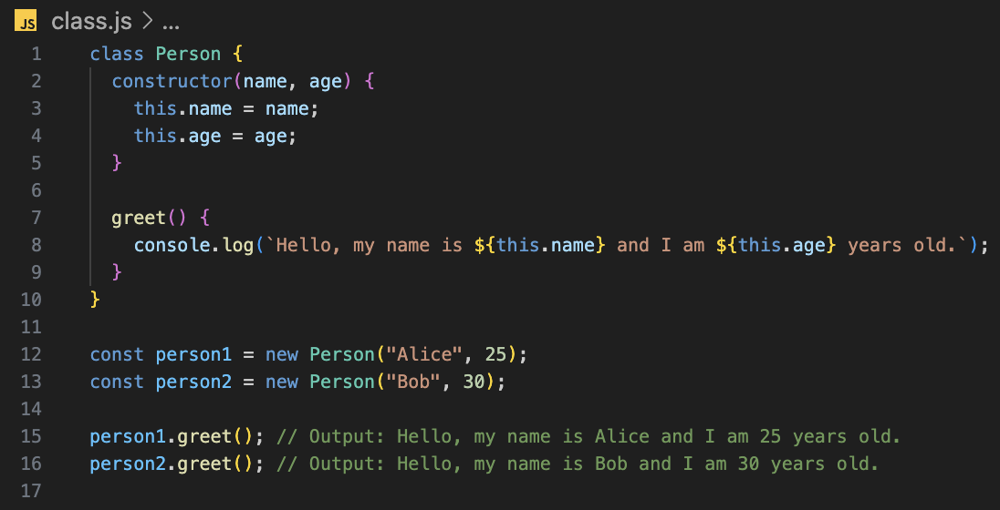 JS class.js > ...
1 class Person {
2   constructor(name, age) {
3     this.name = name;
4     this.age = age;
5   }
6
7   greet() {
8     console.log(`Hello, my name is ${this.name} and I am ${this.age} years old.`);
9   }
10 }
11
12 const person1 = new Person("Alice", 25);
13 const person2 = new Person("Bob", 30);
14
15 person1.greet(); // Output: Hello, my name is Alice and I am 25 years old.
16 person2.greet(); // Output: Hello, my name is Bob and I am 30 years old.
17